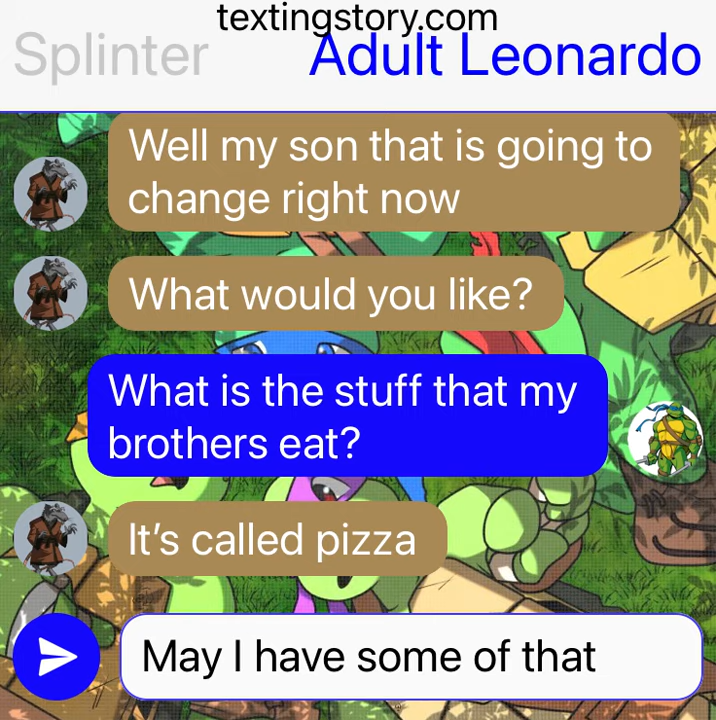 textingstory.com
Splinter Adult Leonardo
Well my son that is going to
change right now
What would you like?
What is the stuff that my
brothers eat?
It’s called pizza
May I have some of that